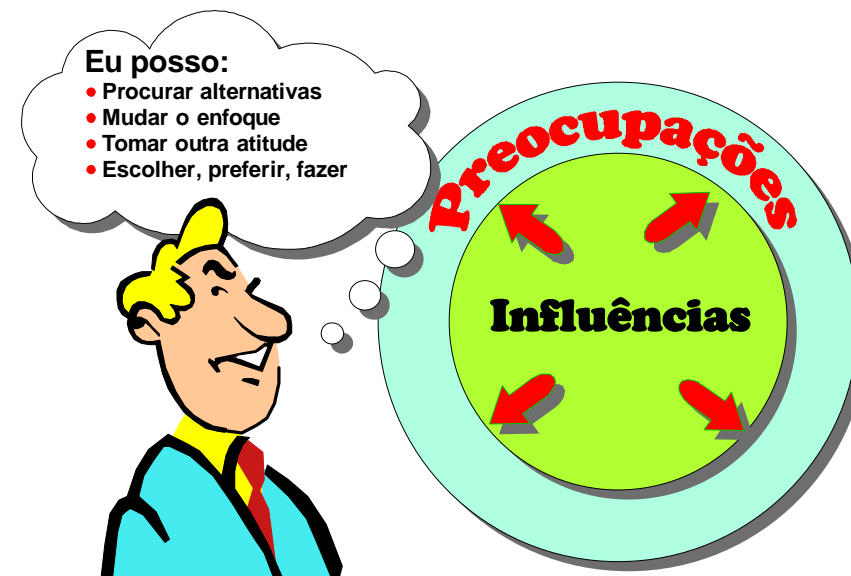 Eu posso:
• Procurar alternativas
• Mudar o enfoque
• Tomar outra atitude
• Escolher, preferir, fazer
Preocupações
Influências